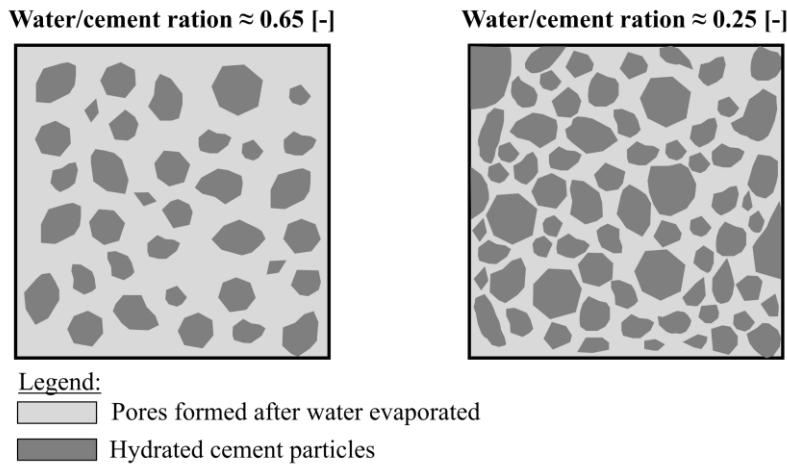 Water/cement ration ≈ 0.65 [-]
Water/cement ration ≈ 0.25 [-]
Legend:
Pores formed after water evaporated
Hydrated cement particles